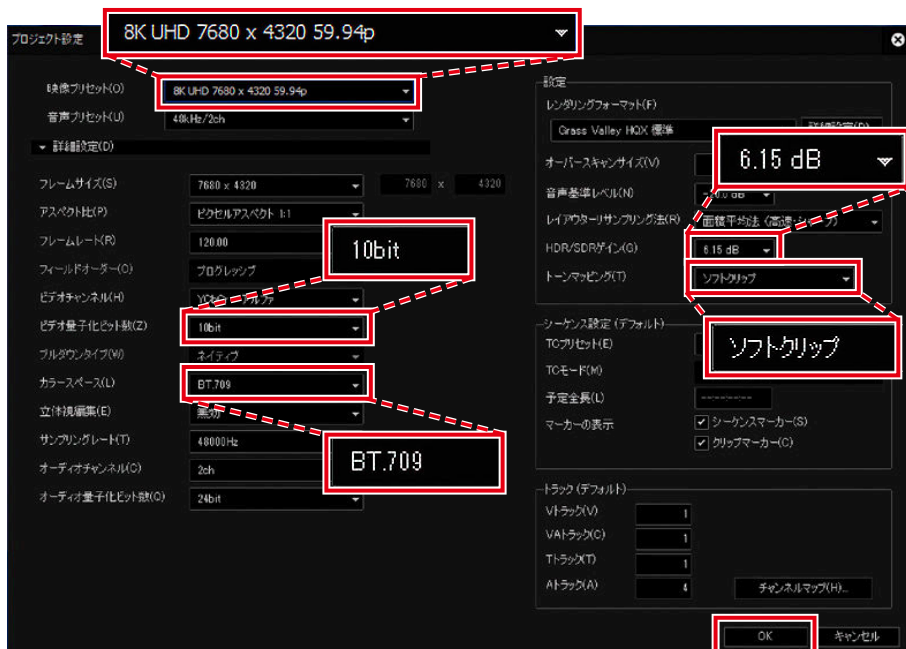 プロジェクト設定
8K UHD 7680 x 4320 59.94p
映像プリセット(O)
8K UHD 7680 x 4320 59.94p
音声プリセット(U)
48kHz/2ch
詳細設定(D)
フレームサイズ(S)
7680 x 4320
7680 x 4320
アスペクト比(P)
ピクセルアスペクト 1:1
フレームレート(R)
120.00
10bit
フィールドオーダー(O)
プログレッシブ
ビデオチャンネル(H)
ビデオ量子化ビット数(Z)
10bit
プルダウンタイプ(W)
ネイティブ
カラースペース(L)
BT.709
立体視編集(E)
無効
サンプリングレート(T)
48000Hz
BT.709
オーディオチャンネル(C)
2ch
オーディオ量子化ビット数(Q)
24bit
設定
レンダリングフォーマット(F)
Grass Valley HQX 標準
オーバースキャンサイズ(V)
6.15 dB
音声基準レベル(N)
レイアウターリサンプリング法(R)
面積平均法（高速・シャープ）
HDR/SDRゲイン(G)
6.15 dB
トーンマッピング(T)
ソフトクリップ
シーケンス設定 (デフォルト)
TCプリセット(E)
ソフトクリップ
TCモード(M)
予定全長(L)
--------
マーカーの表示
シーケンスマーカー(S)
クリップマーカー(C)
トラック (デフォルト)
Vトラック(V)
1
VAトラック(C)
1
Tトラック(T)
1
Aトラック(A)
4
チャンネルマップ(H)...
OK
キャンセル